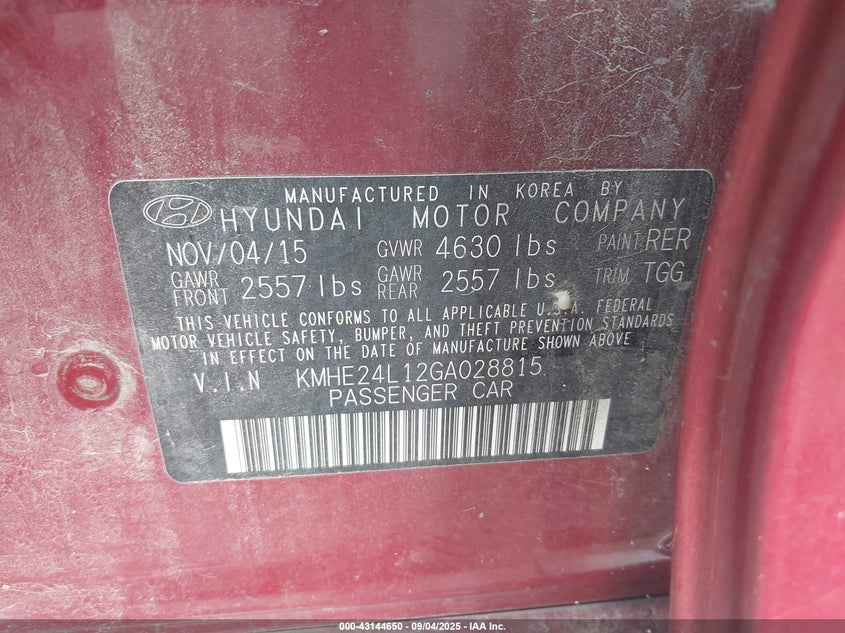 MANUFACTURED IN KOREA BY
HYUNDAI MOTOR COMPANY
NOV/04/15 GVWR 4630 lbs PAINT: RER
GAWR FRONT 2557 lbs GAWR REAR 2557 lbs TRIM: TGG
THIS VEHICLE CONFORMS TO ALL APPLICABLE U.S.A. FEDERAL
MOTOR VEHICLE SAFETY, BUMPER, AND THEFT PREVENTION STANDARDS
IN EFFECT ON THE DATE OF MANUFACTURE SHOWN ABOVE
V.I.N KMHE24L12GA028815
PASSENGER CAR
000-43144650 - 09/04/2025 - IAA Inc.